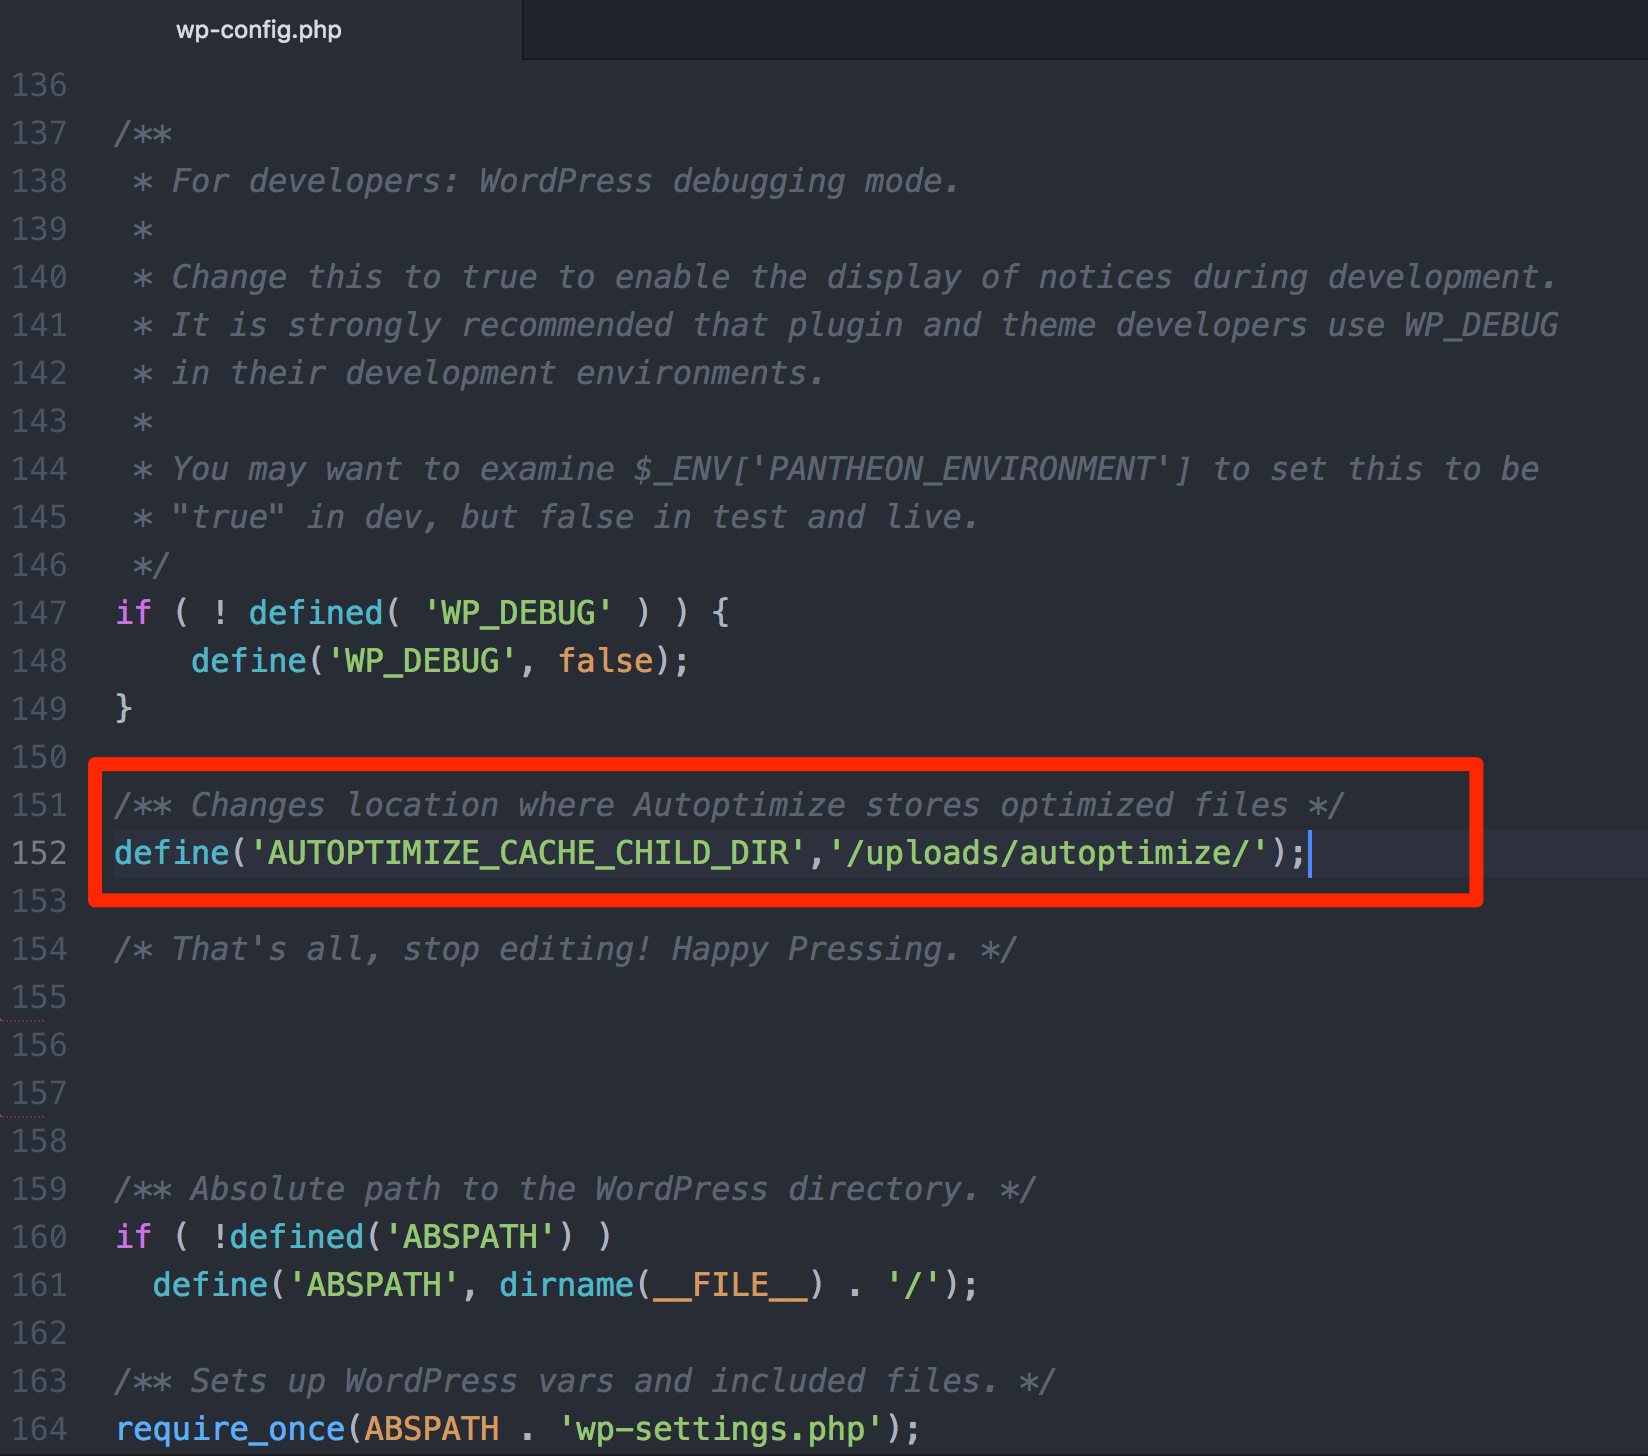 wp-config.php
136
137 /**
138  * For developers: WordPress debugging mode.
139  *
140  * Change this to true to enable the display of notices during development.
141  * It is strongly recommended that plugin and theme developers use WP_DEBUG
142  * in their development environments.
143  *
144  * You may want to examine $_ENV['PANTHEON_ENVIRONMENT'] to set this to be
145  * "true" in dev, but false in test and live.
146  */
147 if ( ! defined( 'WP_DEBUG' ) ) {
148     define('WP_DEBUG', false);
149 }
150
151 /** Changes location where Autoptimize stores optimized files */
152 define('AUTOPTIMIZE_CACHE_CHILD_DIR','/uploads/autoptimize/');
153
154 /* That's all, stop editing! Happy Pressing. */
155
156
157
158
159 /** Absolute path to the WordPress directory. */
160 if ( !defined('ABSPATH') )
161   define('ABSPATH', dirname(__FILE__) . '/');
162
163 /** Sets up WordPress vars and included files. */
164 require_once(ABSPATH . 'wp-settings.php');